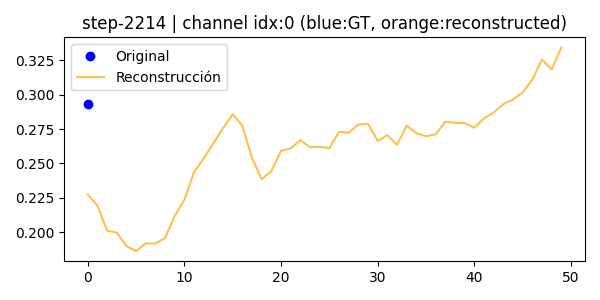 step-2214 | channel idx:0 (blue:GT, orange:reconstructed)
Original
Reconstrucción
0.325
0.300
0.275
0.250
0.225
0.200
0 10 20 30 40 50